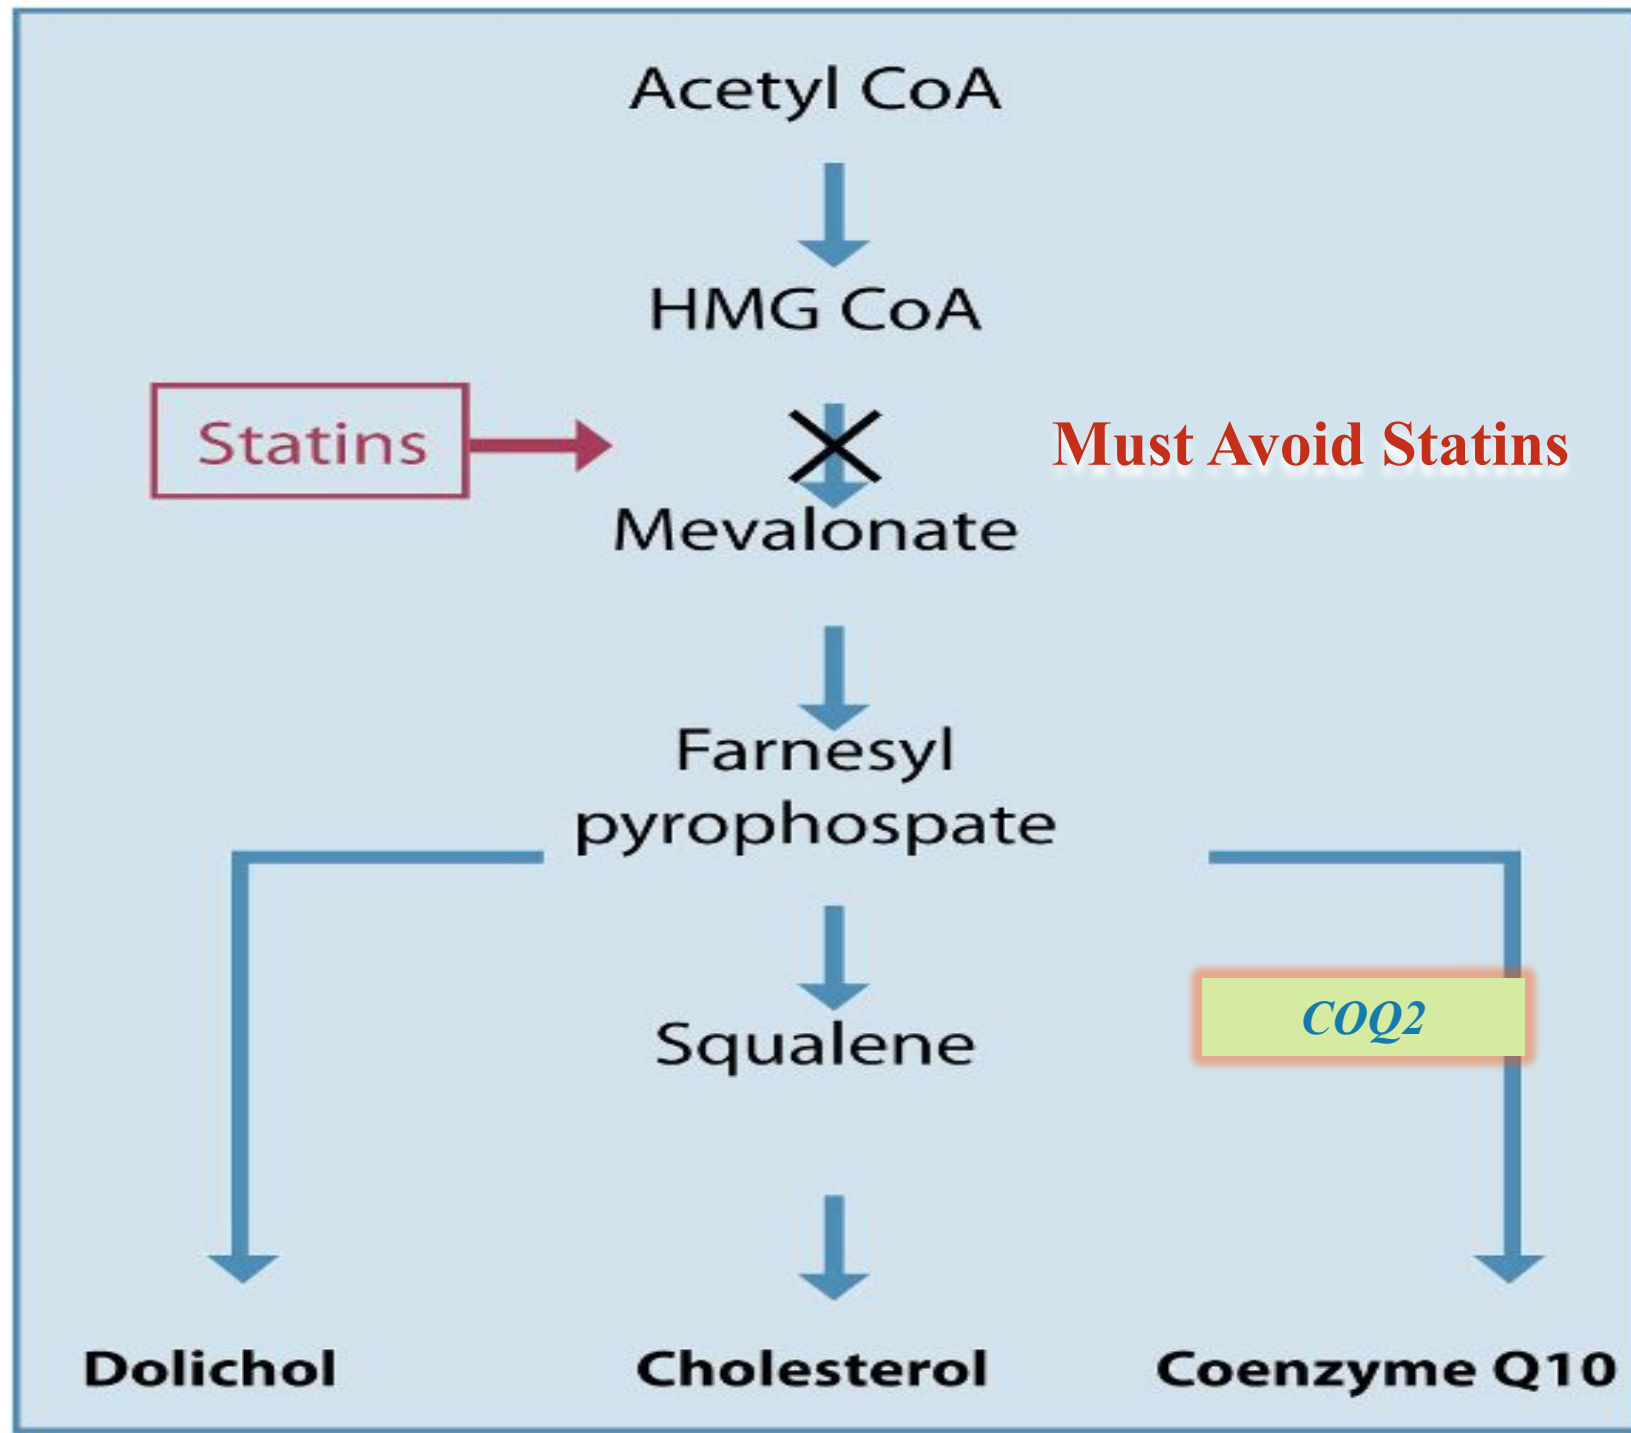 Acetyl CoA
HMG CoA
Statins
Must Avoid Statins
Mevalonate
Farnesyl
pyrophospate
COQ2
Squalene
Dolichol
Cholesterol
Coenzyme Q10